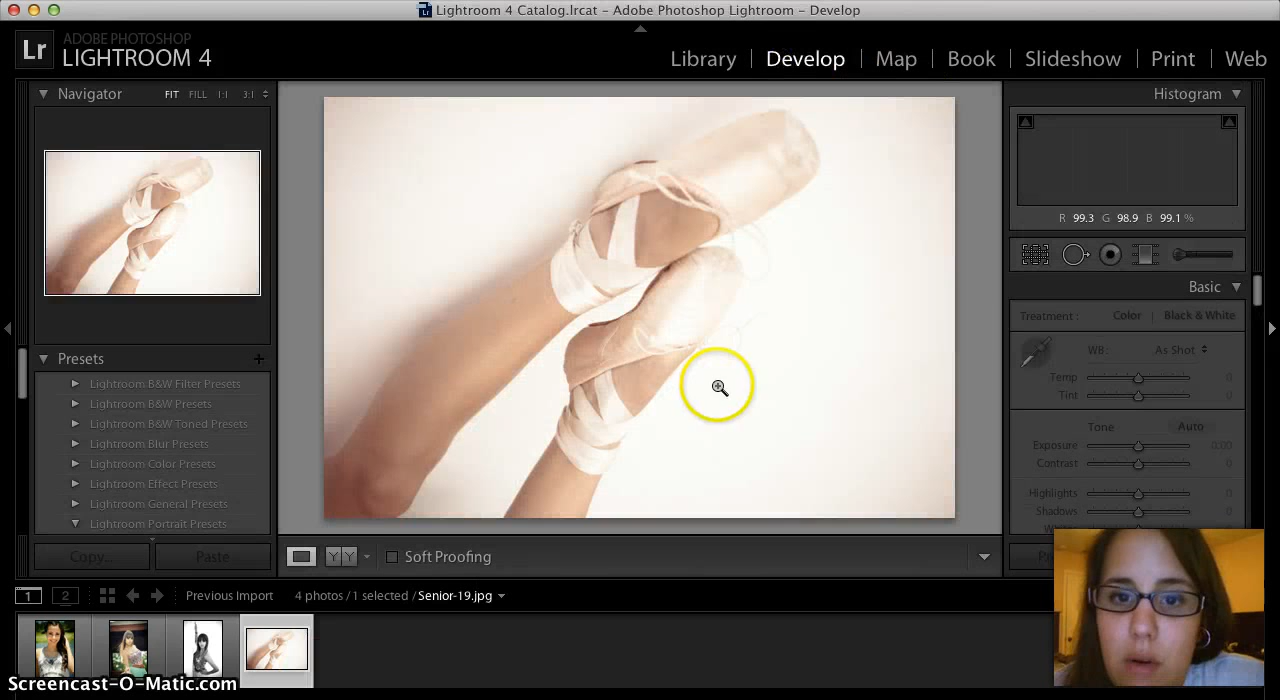 Lightroom 4 Catalog.lrcat - Adobe Photoshop Lightroom - Develop
Lr
ADOBE PHOTOSHOP
LIGHTROOM 4
Library
Develop
Map
Book
Slideshow
Print
Web
Navigator
FIT FILL 1:1 3:1
Presets +
Lightroom B&W Filter Presets
Lightroom B&W Presets
Lightroom B&W Toned Presets
Lightroom Blur Presets
Lightroom Color Presets
Lightroom Effect Presets
Lightroom General Presets
Lightroom Portrait Presets
Copy...
Paste
Soft Proofing
Histogram
R 99.3 G 98.9 B 99.1 %
Basic
Treatment : Color Black & White
WB: As Shot
Temp 0
Tint 0
Tone Auto
Exposure 0.00
Contrast 0
Highlights 0
Shadows 0
1
2
Previous Import
4 photos / 1 selected / Senior-19.jpg
Screencast-O-Matic.com